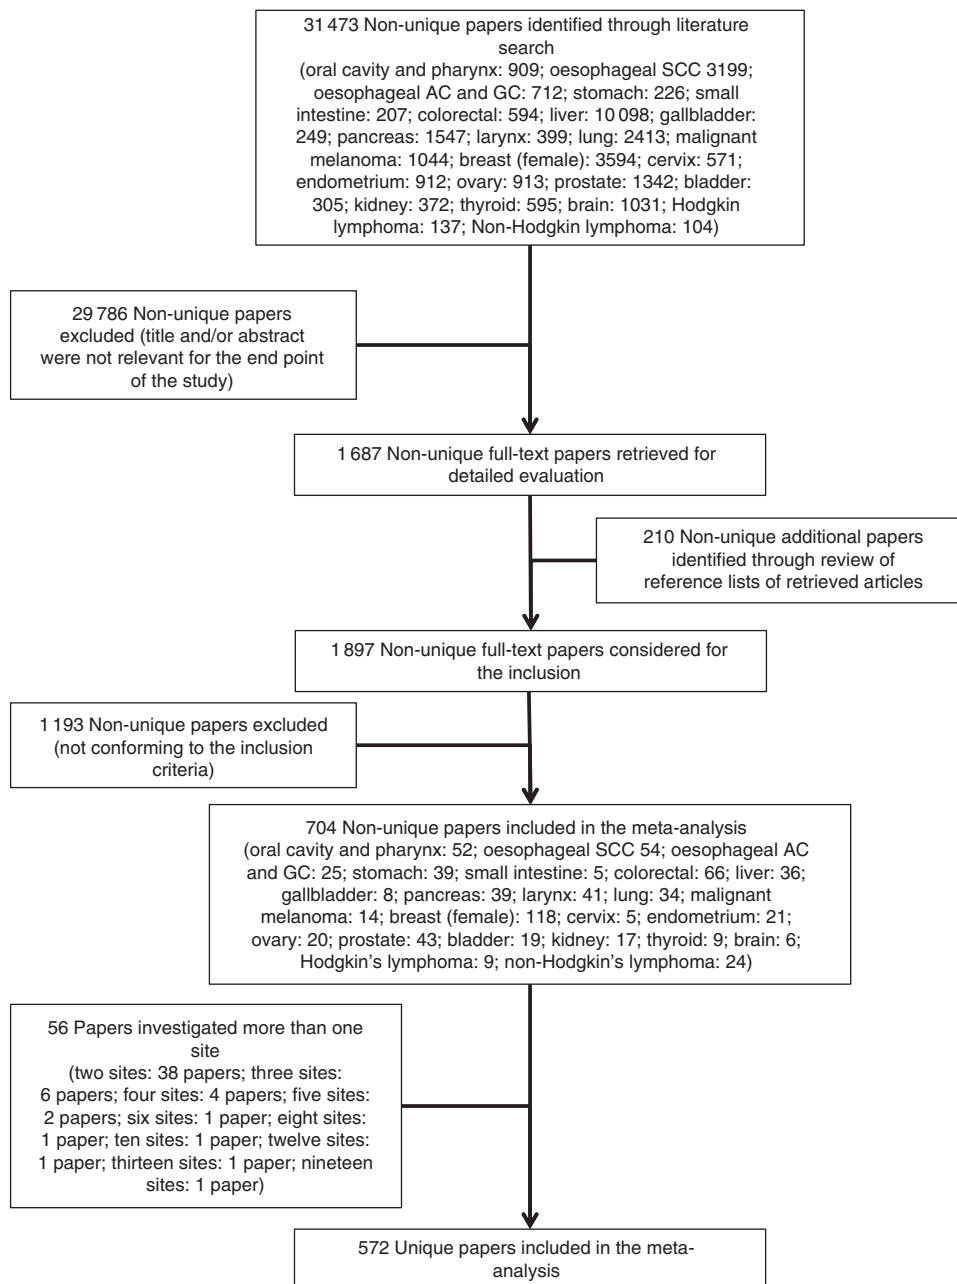 31 473 Non-unique papers identified through literature
search
(oral cavity and pharynx: 909; oesophageal SCC 3199;
oesophageal AC and GC: 712; stomach: 226; small
intestine: 207; colorectal: 594; liver: 10 098; gallbladder:
249; pancreas: 1547; larynx: 399; lung: 2413; malignant
melanoma: 1044; breast (female): 3594; cervix: 571;
endometrium: 912; ovary: 913; prostate: 1342; bladder:
305; kidney: 372; thyroid: 595; brain: 1031; Hodgkin
lymphoma: 137; Non-Hodgkin lymphoma: 104)
29 786 Non-unique papers
excluded (title and/or abstract
were not relevant for the end point
of the study)
1 687 Non-unique full-text papers retrieved for
detailed evaluation
210 Non-unique additional papers
identified through review of
reference lists of retrieved articles
1 897 Non-unique full-text papers considered for
the inclusion
1 193 Non-unique papers excluded
(not conforming to the inclusion
criteria)
704 Non-unique papers included in the meta-analysis
(oral cavity and pharynx: 52; oesophageal SCC 54; oesophageal AC
and GC: 25; stomach: 39; small intestine: 5; colorectal: 66; liver: 36;
gallbladder: 8; pancreas: 39; larynx: 41; lung: 34; malignant
melanoma: 14; breast (female): 118; cervix: 5; endometrium: 21;
ovary: 20; prostate: 43; bladder: 19; kidney: 17; thyroid: 9; brain: 6;
Hodgkin's lymphoma: 9; non-Hodgkin's lymphoma: 24)
56 Papers investigated more than one
site
(two sites: 38 papers; three sites:
6 papers; four sites: 4 papers; five sites:
2 papers; six sites: 1 paper; eight sites:
1 paper; ten sites: 1 paper; twelve sites:
1 paper; thirteen sites: 1 paper; nineteen
sites: 1 paper)
572 Unique papers included in the meta-
analysis